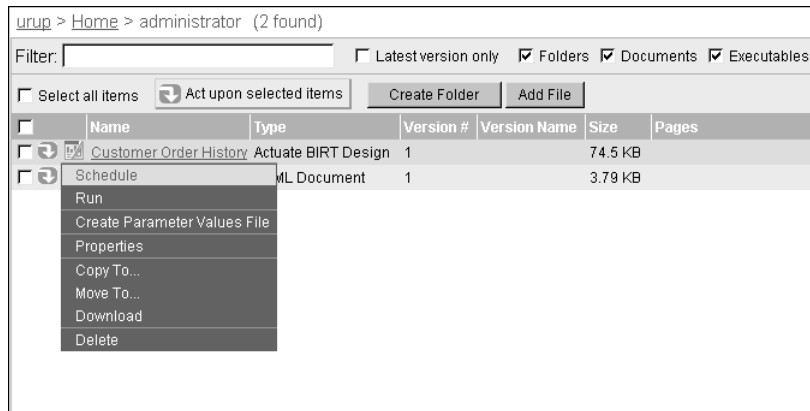 urup > Home > administrator (2 found)
Filter: Latest version only Folders Documents Executables
Select all items Act upon selected items Create Folder Add File
Name Type Version # Version Name Size Pages
Customer Order History Actuate BIRT Design 1 74.5 KB
ML Document 1 3.79 KB
Schedule
Run
Create Parameter Values File
Properties
Copy To...
Move To...
Download
Delete